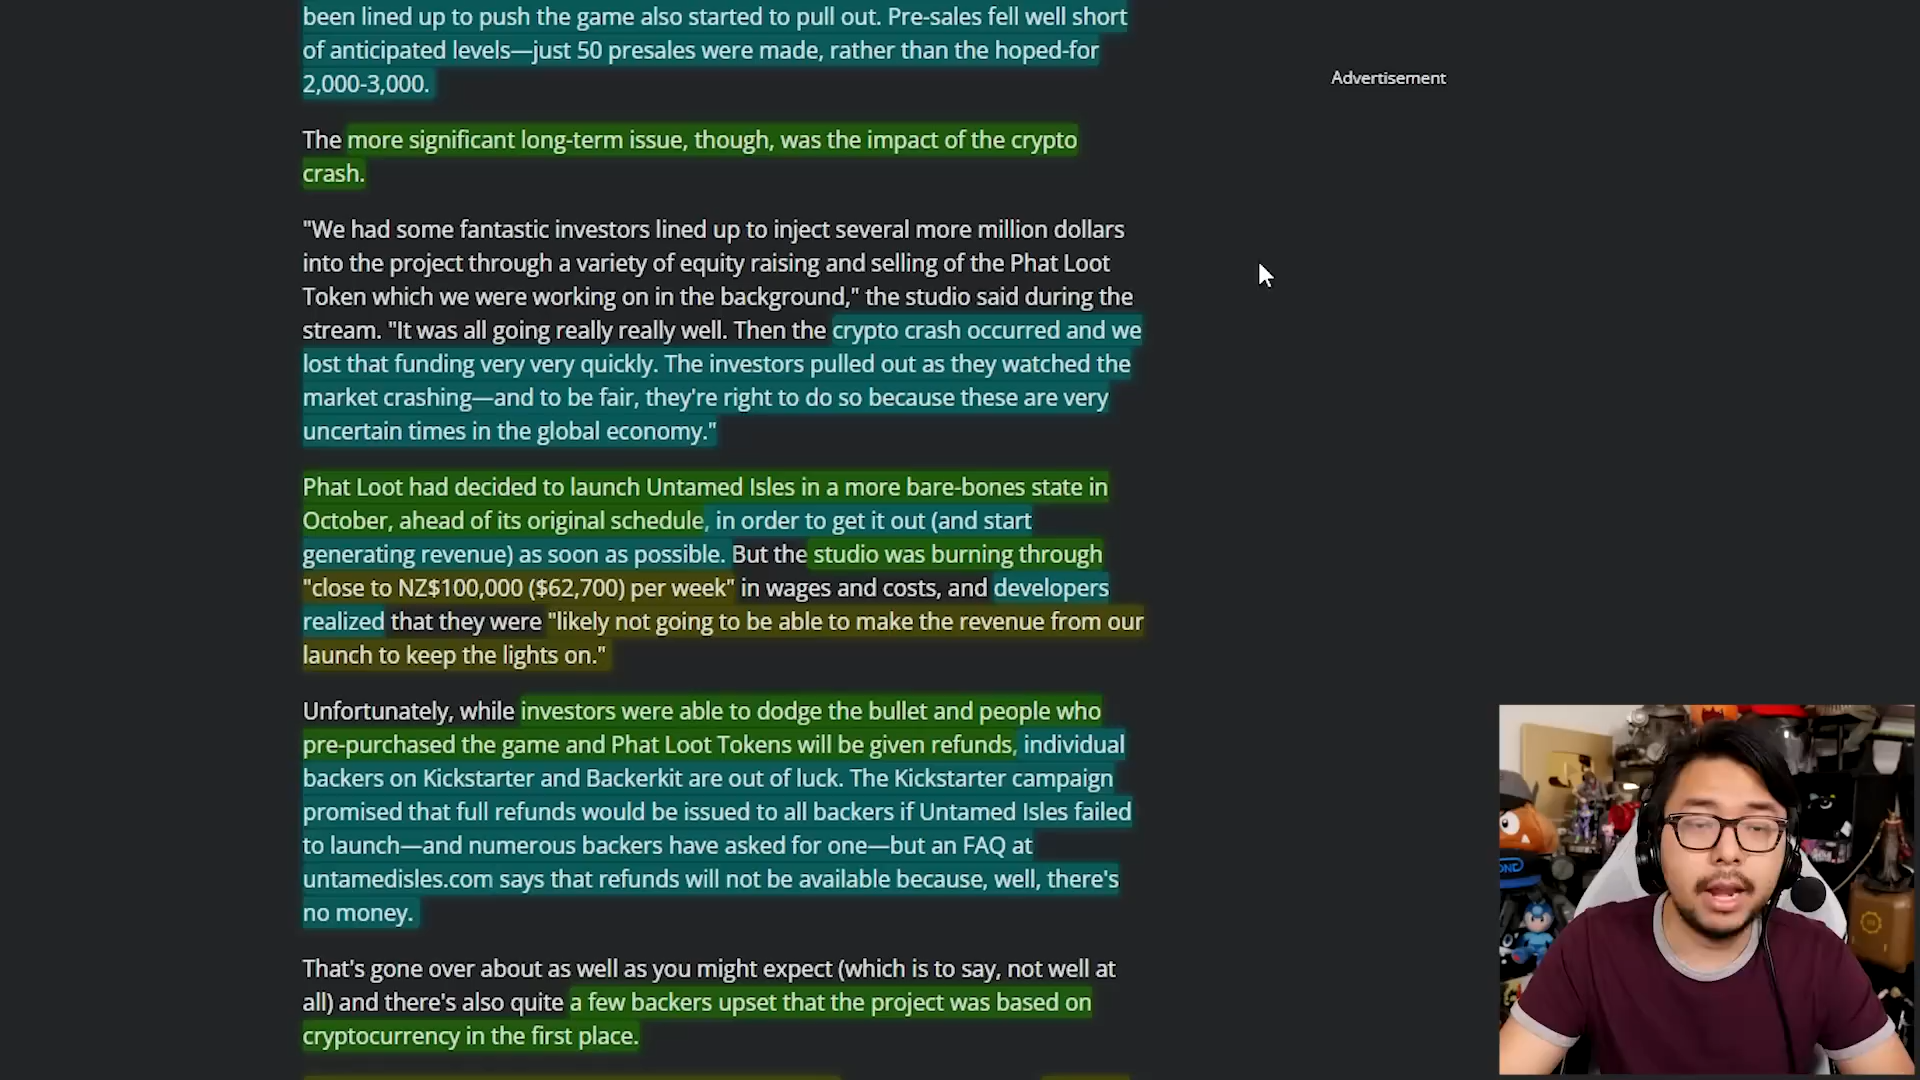 been lined up to push the game also started to pull out. Pre-sales fell well short
of anticipated levels—just 50 presales were made, rather than the hoped-for
2,000-3,000.
Advertisement
The more significant long-term issue, though, was the impact of the crypto
crash.
"We had some fantastic investors lined up to inject several more million dollars
into the project through a variety of equity raising and selling of the Phat Loot
Token which we were working on in the background," the studio said during the
stream. "It was all going really really well. Then the crypto crash occurred and we
lost that funding very very quickly. The investors pulled out as they watched the
market crashing—and to be fair, they're right to do so because these are very
uncertain times in the global economy."
Phat Loot had decided to launch Untamed Isles in a more bare-bones state in
October, ahead of its original schedule, in order to get it out (and start
generating revenue) as soon as possible. But the studio was burning through
"close to NZ$100,000 ($62,700) per week" in wages and costs, and developers
realized that they were "likely not going to be able to make the revenue from our
launch to keep the lights on."
Unfortunately, while investors were able to dodge the bullet and people who
pre-purchased the game and Phat Loot Tokens will be given refunds, individual
backers on Kickstarter and Backerkit are out of luck. The Kickstarter campaign
promised that full refunds would be issued to all backers if Untamed Isles failed
to launch—and numerous backers have asked for one—but an FAQ at
untamedisles.com says that refunds will not be available because, well, there's
no money.
That's gone over about as well as you might expect (which is to say, not well at
all) and there's also quite a few backers upset that the project was based on
cryptocurrency in the first place.